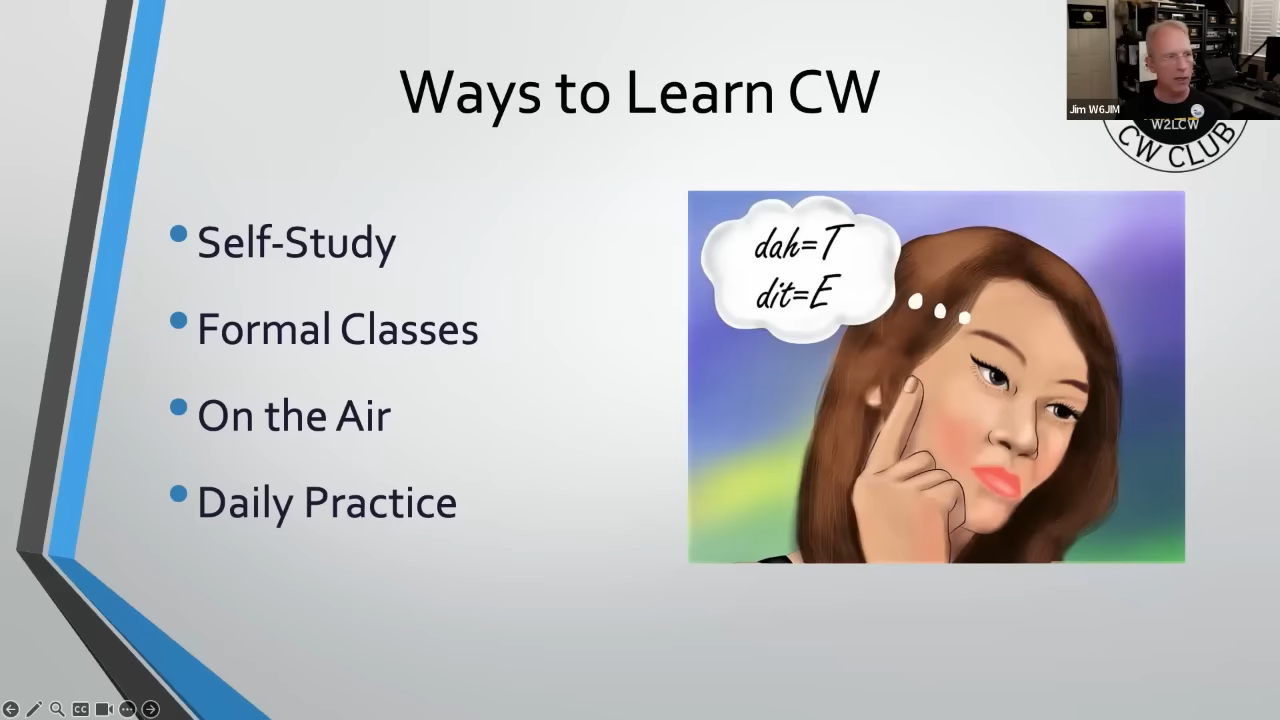 Ways to Learn CW
Jim W6JIM
W2LCW
CW CLUB
Self-Study
Formal Classes
On the Air
Daily Practice
dah=T
dit=E
CC